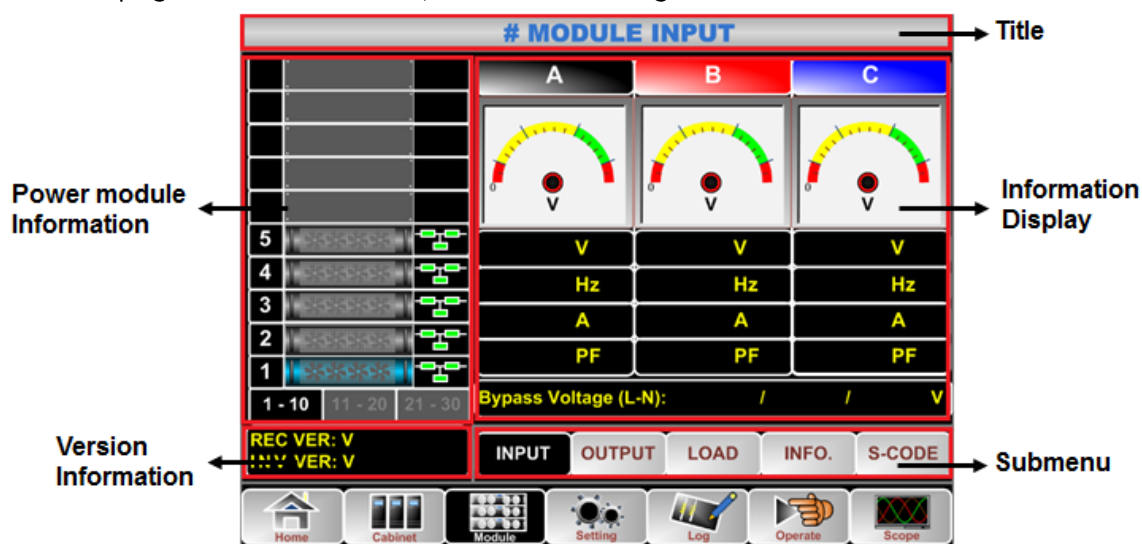 # MODULE INPUT
Title
A B C
0 0 0
V V V
Power module
Information
Information
Display
5 V V V
4 Hz Hz Hz
3 A A A
2 PF PF PF
1
1 - 10 11 - 20 21 - 30
Bypass Voltage (L-N): / / V
Version
Information
REC VER: V
INV VER: V
INPUT OUTPUT LOAD INFO. S-CODE
Submenu
Home Cabinet Module Setting Log Operate Scope